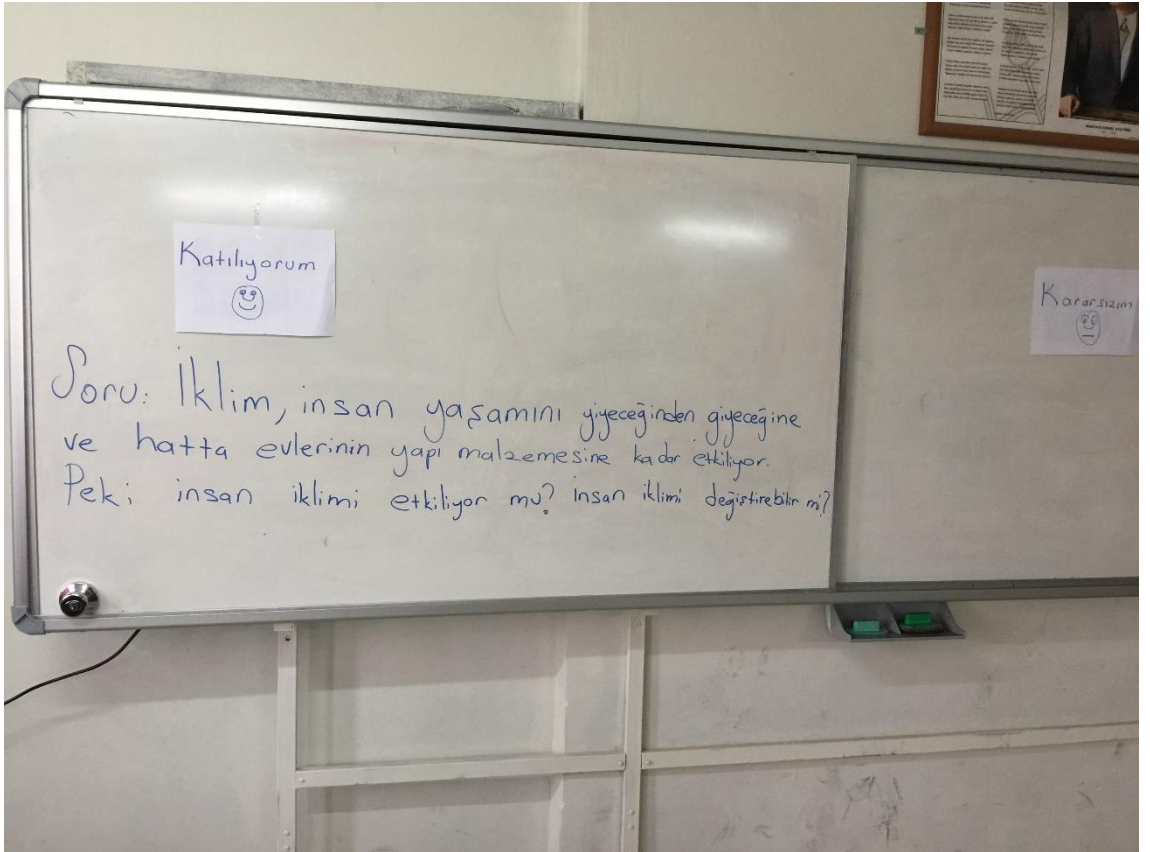 Katılıyorum
Kararsızım
Soru: İklim, insan yaşamını yiyeceğinden giyeceğine
ve hatta evlerinin yapı malzemesine kadar etkiliyor.
Peki insan iklimi etkiliyor mu? İnsan iklimi değiştirebilir mi?